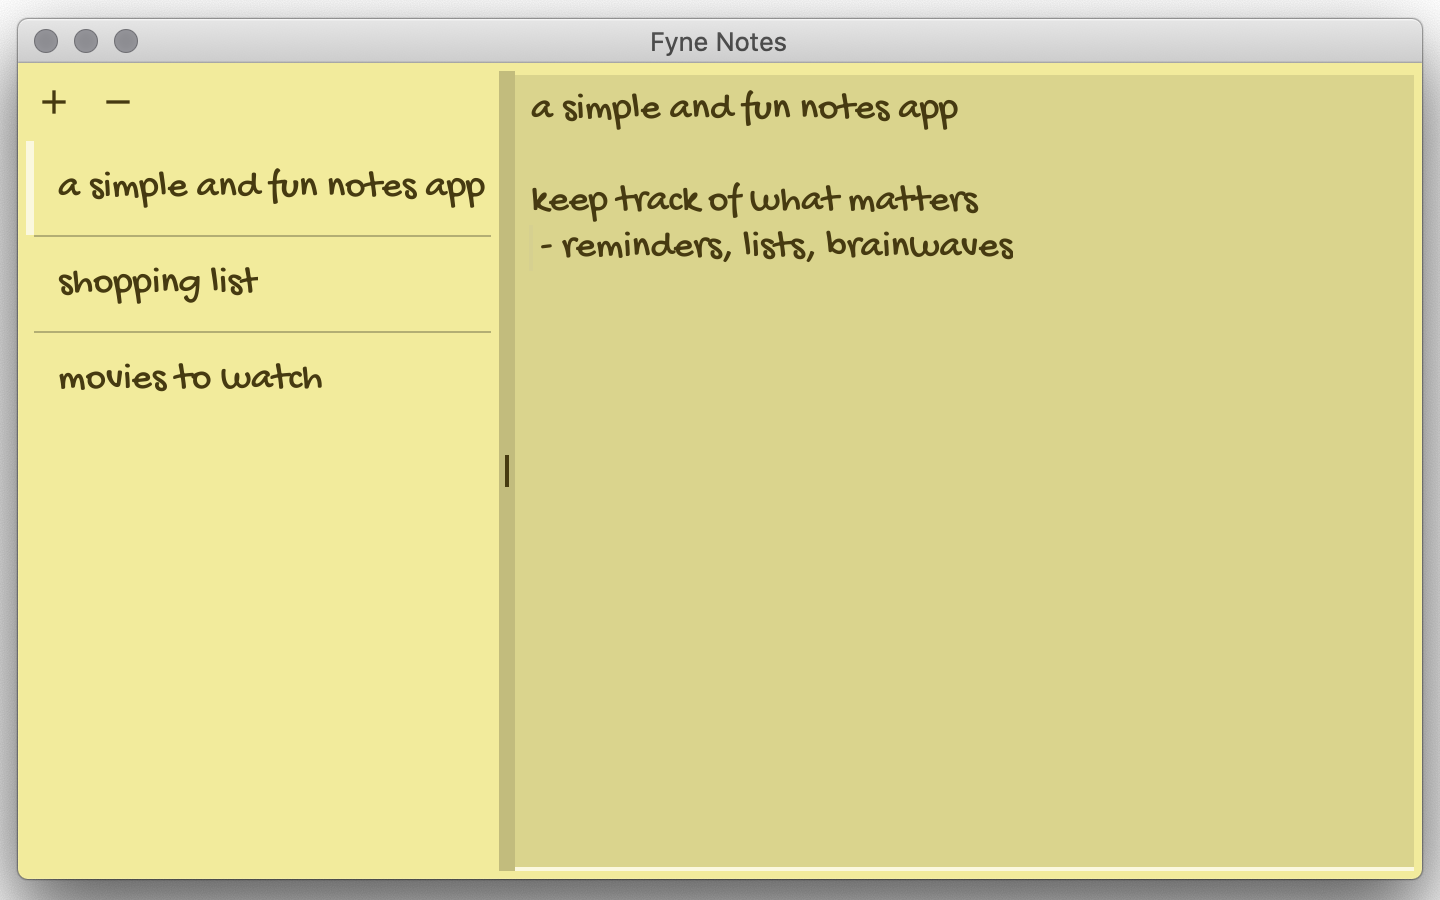 Fyne Notes
+ −
a simple and fun notes app
shopping list
movies to watch
a simple and fun notes app
keep track of what matters
- reminders, lists, brainwaves